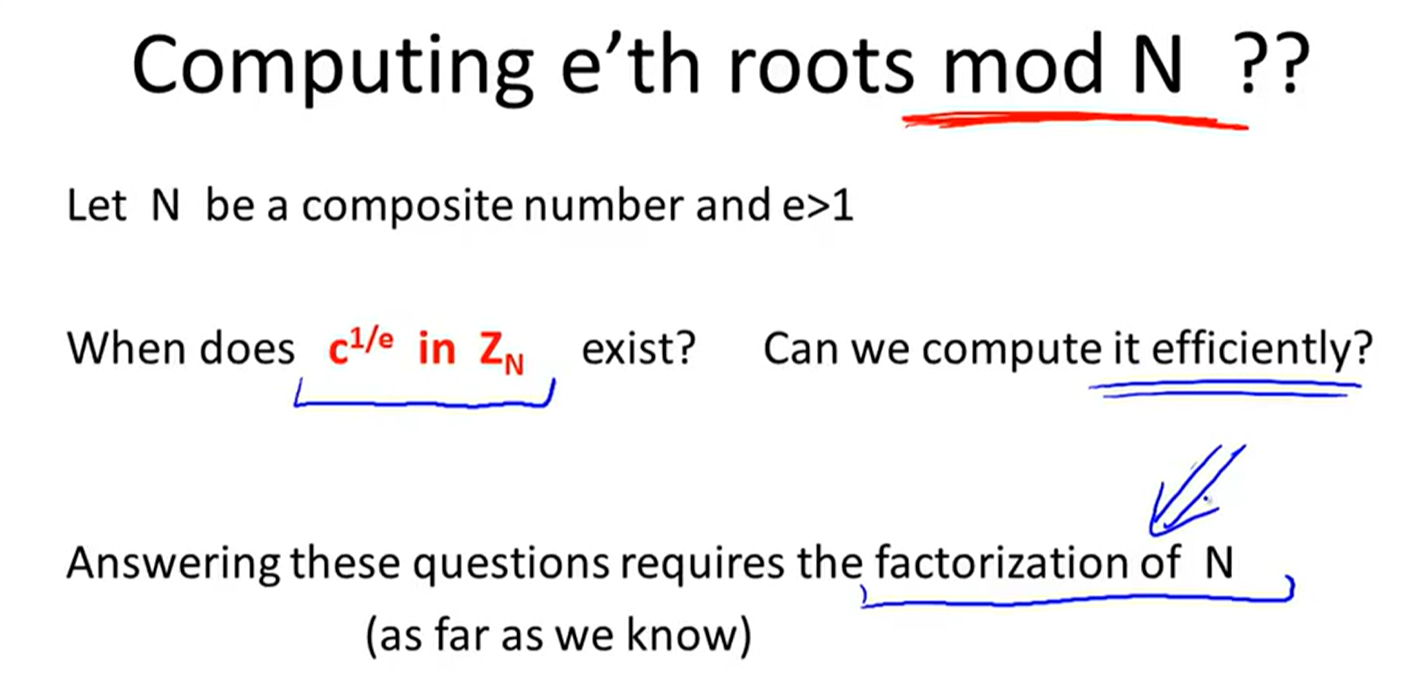 Computing e’th roots mod N ??
Let N be a composite number and e>1
When does c^{1/e} in Z_N exist? Can we compute it efficiently?
Answering these questions requires the factorization of N
(as far as we know)